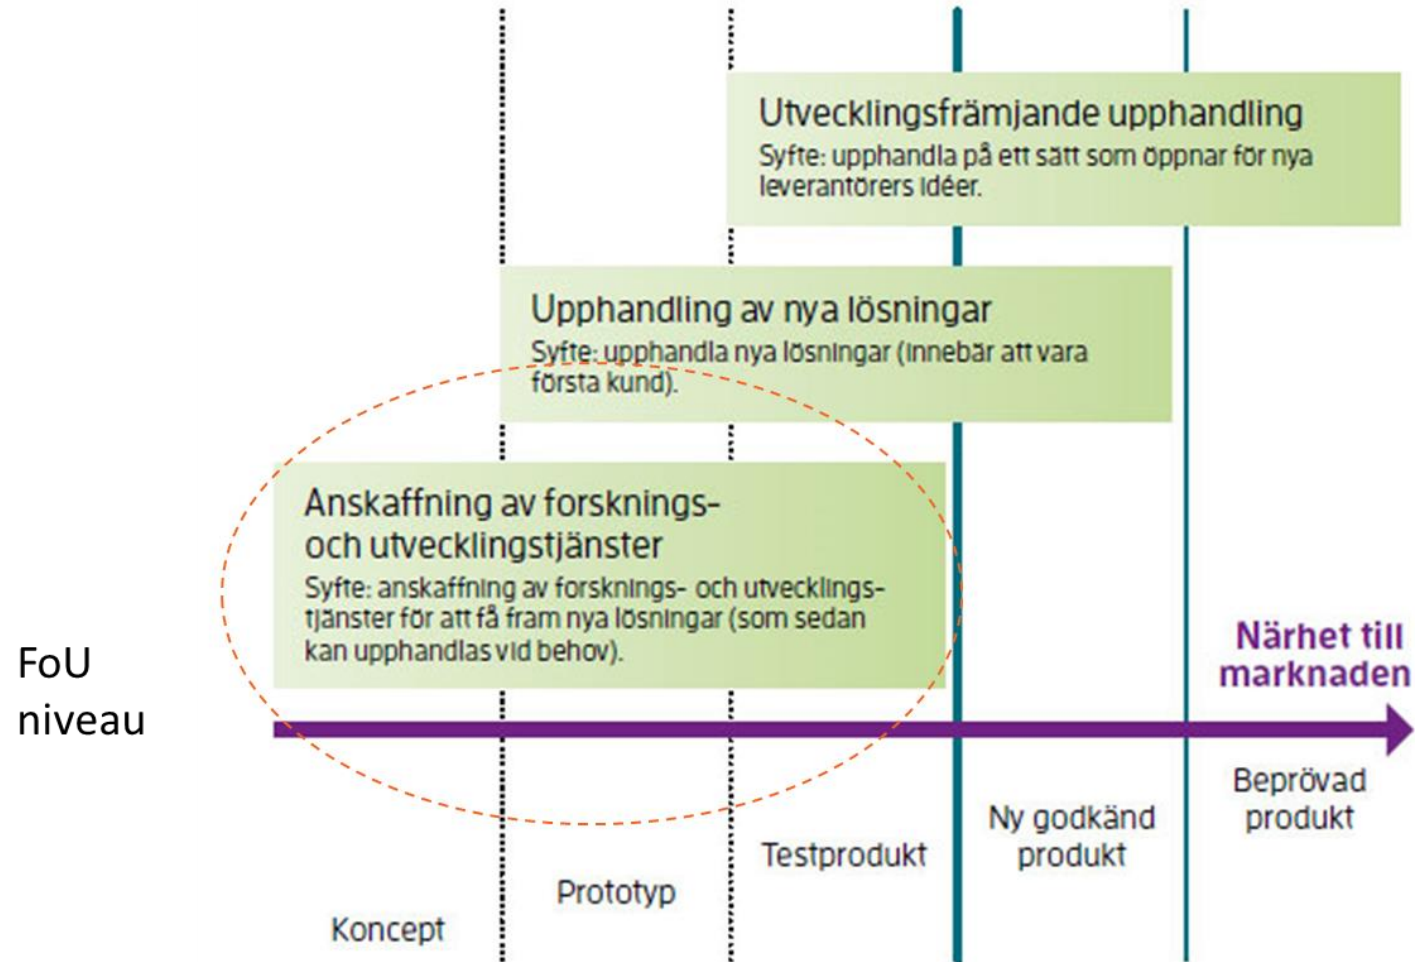 Utvecklingsfrämjande upphandling
Syfte: upphandla på ett sätt som öppnar för nya
leverantörers idéer.
Upphandling av nya lösningar
Syfte: upphandla nya lösningar (innebär att vara
första kund).
Anskaffning av forsknings-
och utvecklingstjänster
Syfte: anskaffning av forsknings- och utvecklings-
tjänster för att få fram nya lösningar (som sedan
kan upphandlas vid behov).
FoU
niveau
Närhet till
marknaden
Koncept
Prototyp
Testprodukt
Ny godkänd
produkt
Beprövad
produkt